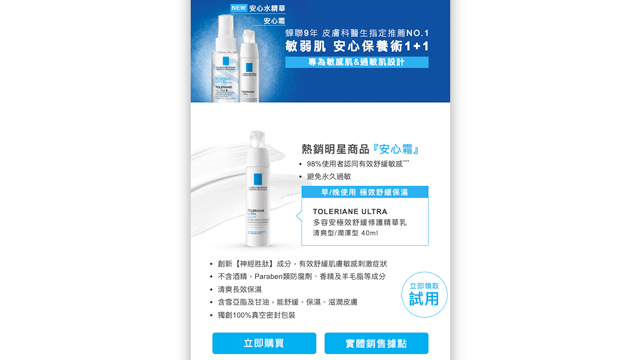 NEW 安心水精華
安心霜
蟬聯9年 皮膚科醫生指定推薦NO.1
敏弱肌 安心保養術1+1
專為敏感肌&過敏肌設計
LA ROCHE-POSAY
TOLERIANE
熱銷明星商品『安心霜』
• 98%使用者認同有效舒緩敏感
• 避免永久過敏
早/晚使用 極效舒緩保濕
LA ROCHE-POSAY
TOLERIANE
TOLERIANE ULTRA
多容安極效舒緩修護精華乳
清爽型/潤澤型 40ml
• 創新【神經胜肽】成分，有效舒緩肌膚敏感刺激症狀
• 不含酒精、Paraben類防腐劑、香精及羊毛脂等成分
• 清爽長效保濕
• 含雪亞脂及甘油，能舒緩、保濕、滋潤皮膚
• 獨創100%真空密封包裝
立即領取
試用
立即購買
實體銷售據點